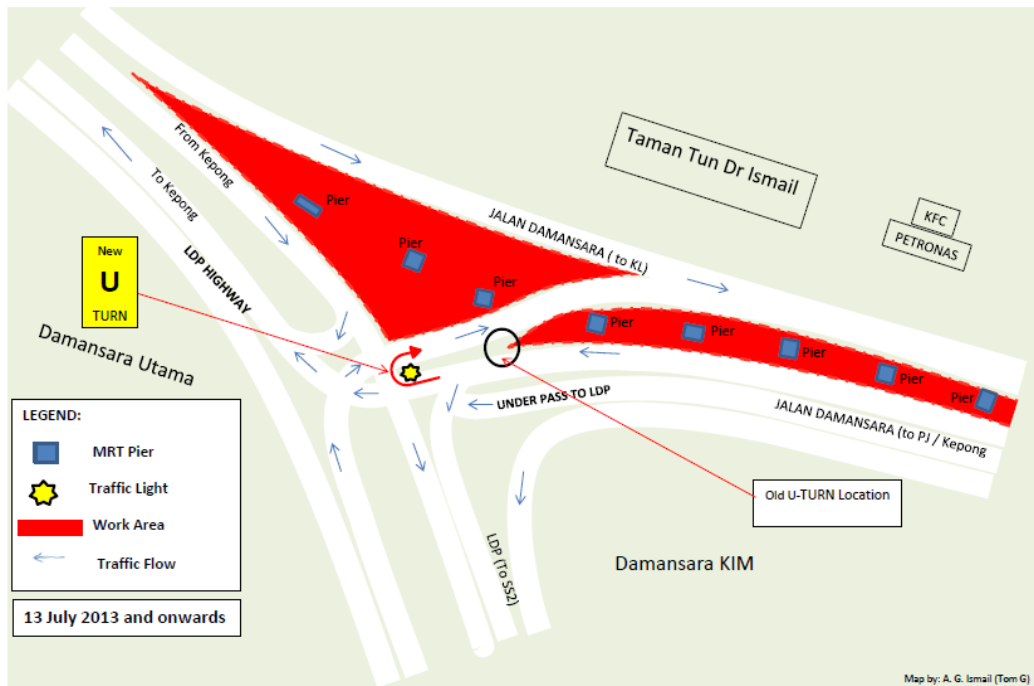 From Kepong
To Kepong
LDP HIGHWAY
Taman Tun Dr Ismail
KFC
PETRONAS
JALAN DAMANSARA ( to KL)
Pier
Pier
Pier
New
U
TURN
Damansara Utama
Pier
Pier
Pier
Pier
Pier
UNDER PASS TO LDP
JALAN DAMANSARA (to PJ / Kepong
LEGEND:
MRT Pier
Traffic Light
Work Area
Traffic Flow
13 July 2013 and onwards
Old U-TURN Location
LDP (To SS2)
Damansara KIM
Map by: A. G. Ismail (Tom G)